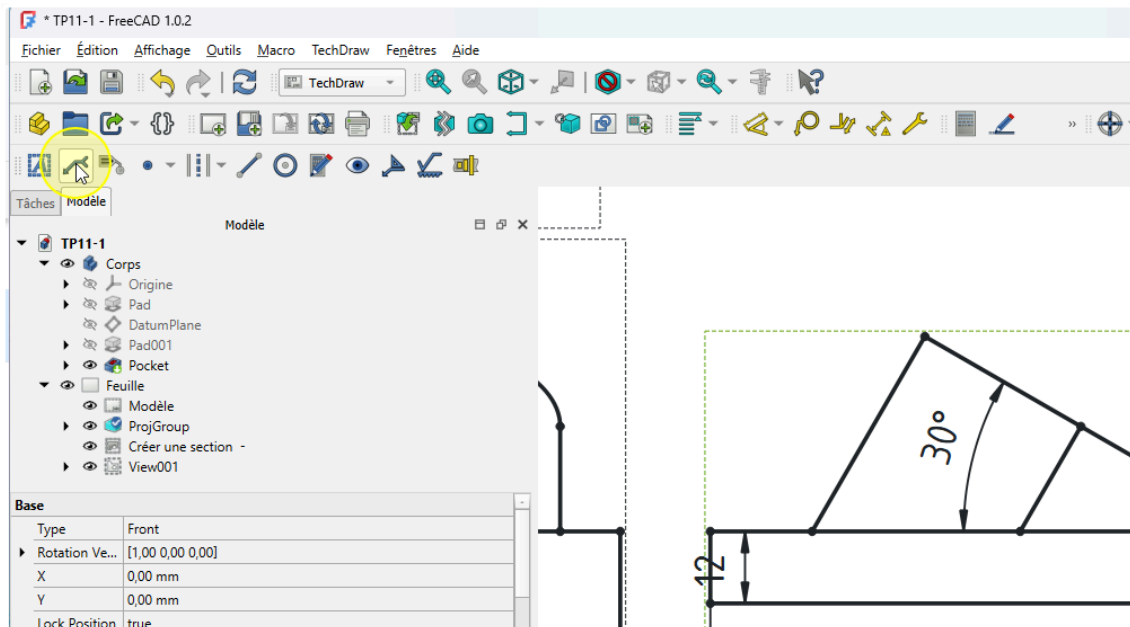 * TP11-1 - FreeCAD 1.0.2
Fichier Édition Affichage Outils Macro TechDraw Fenêtres Aide
TechDraw
»
Tâches Modèle
Modèle
TP11-1
Corps
Origine
Pad
DatumPlane
Pad001
Pocket
Feuille
Modèle
ProjGroup
Créer une section -
View001
Base
Type Front
Rotation Ve... [1,00 0,00 0,00]
X 0,00 mm
Y 0,00 mm
Lock Position true
30°
12